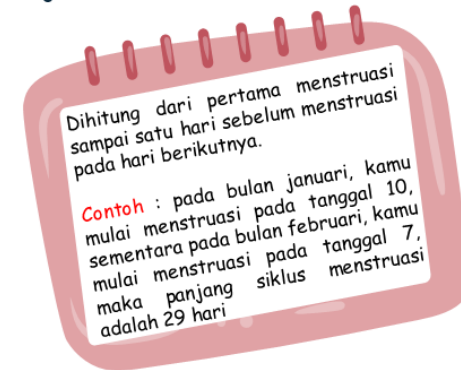 Dihitung dari pertama menstruasi
sampai satu hari sebelum menstruasi
pada hari berikutnya.
Contoh : pada bulan januari, kamu
mulai menstruasi pada tanggal 10,
sementara pada bulan februari, kamu
mulai menstruasi pada tanggal 7,
maka panjang siklus menstruasi
adalah 29 hari